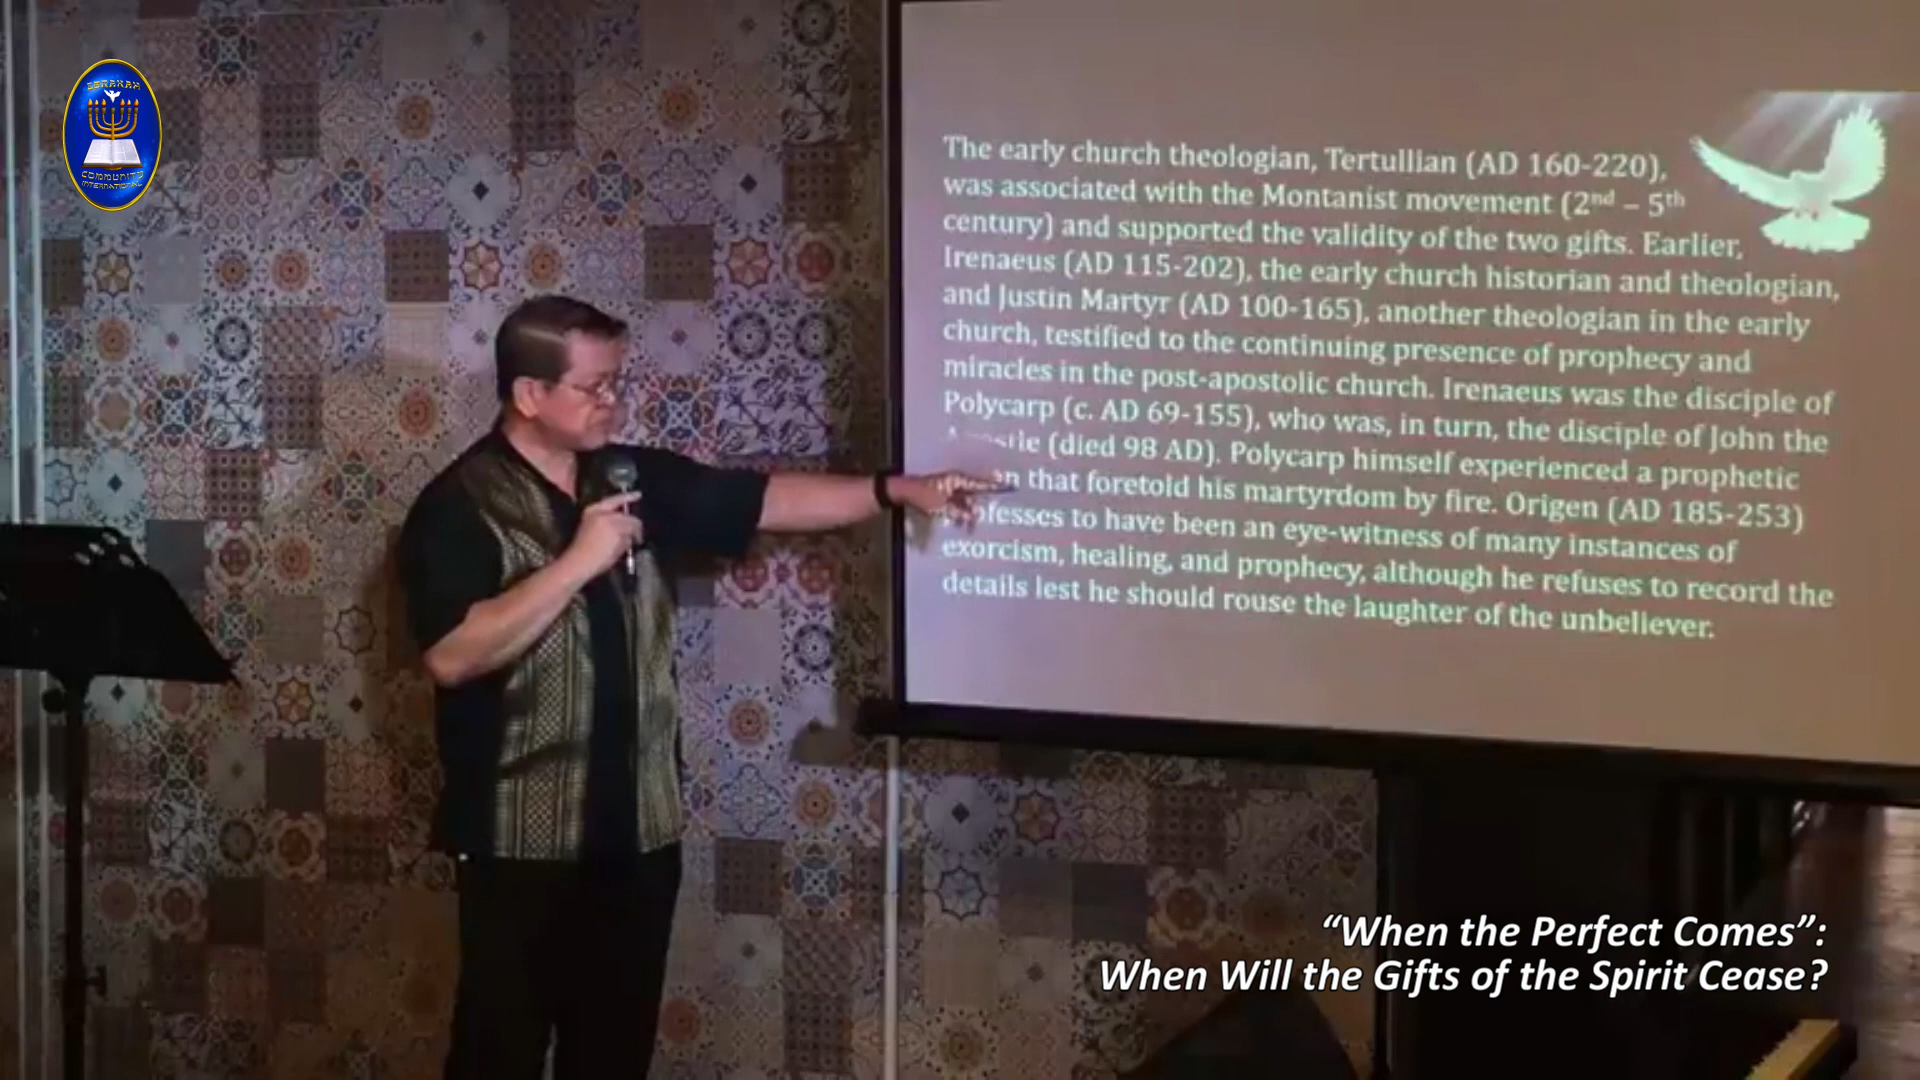 BERAKAH
COMMUNITY
INTERNATIONAL
The early church theologian, Tertullian (AD 160-220),
was associated with the Montanist movement (2nd – 5th
century) and supported the validity of the two gifts. Earlier,
Irenaeus (AD 115-202), the early church historian and theologian,
and Justin Martyr (AD 100-165), another theologian in the early
church, testified to the continuing presence of prophecy and
miracles in the post-apostolic church. Irenaeus was the disciple of
Polycarp (c. AD 69-155), who was, in turn, the disciple of John the
(died 98 AD). Polycarp himself experienced a prophetic
that foretold his martyrdom by fire. Origen (AD 185-253)
professes to have been an eye-witness of many instances of
exorcism, healing, and prophecy, although he refuses to record the
details lest he should rouse the laughter of the unbeliever.
“When the Perfect Comes”:
When Will the Gifts of the Spirit Cease?